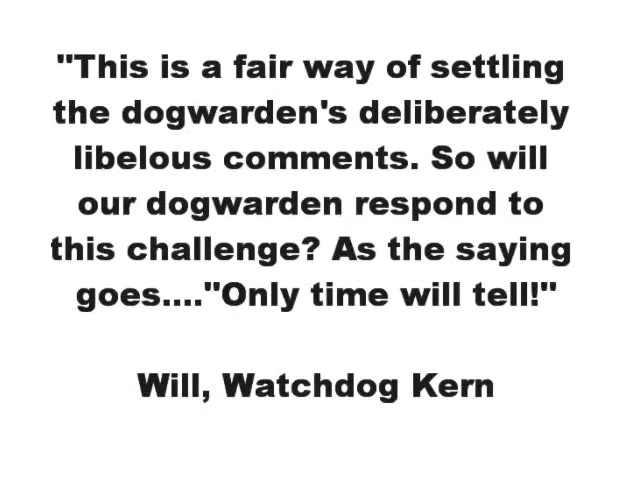 "This is a fair way of settling
the dogwarden's deliberately
libelous comments. So will
our dogwarden respond to
this challenge? As the saying
goes...."Only time will tell!"
Will, Watchdog Kern